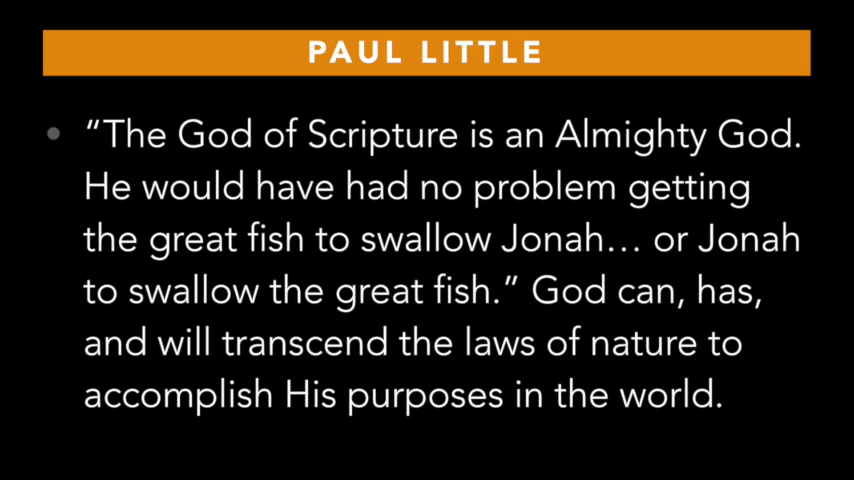 PAUL LITTLE
• “The God of Scripture is an Almighty God.
He would have had no problem getting
the great fish to swallow Jonah… or Jonah
to swallow the great fish.” God can, has,
and will transcend the laws of nature to
accomplish His purposes in the world.